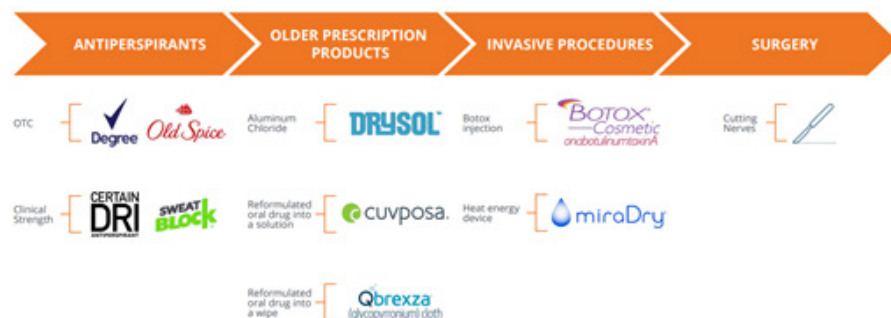 ANTIPERSPIRANTS
OLDER PRESCRIPTION
PRODUCTS
INVASIVE PROCEDURES
SURGERY
OTC
Degree
Old Spice
Aluminum
Chloride
DRYSOL
Botox
injection
BOTOX®
Cosmetic
onabotulinumtoxinA
Cutting
Nerves
Clinical
Strength
CERTAIN
DRI
ANTIPERSPIRANT
SWEAT
BLOCK
Reformulated
oral drug into
a solution
cuvposa.
Heat energy
device
miraDry
Reformulated
oral drug into
a wipe
Qbrexza
(glycopyrronium) cloth